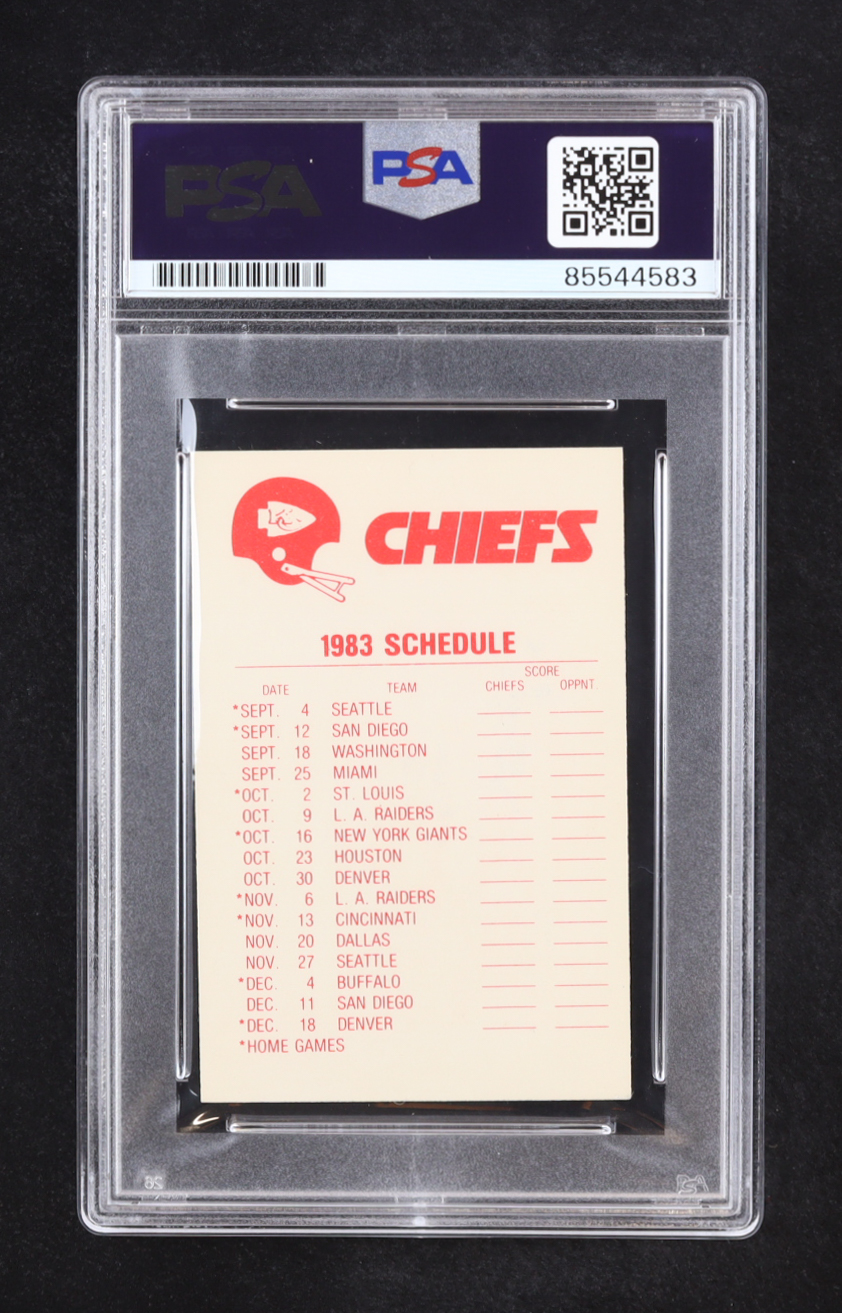 PSA
PSA
85544583
CHIEFS
1983 SCHEDULE
SCORE
DATE TEAM CHIEFS OPPNT.
*SEPT. 4 SEATTLE
*SEPT. 12 SAN DIEGO
SEPT. 18 WASHINGTON
SEPT. 25 MIAMI
*OCT. 2 ST. LOUIS
OCT. 9 L. A. RAIDERS
*OCT. 16 NEW YORK GIANTS
OCT. 23 HOUSTON
OCT. 30 DENVER
*NOV. 6 L. A. RAIDERS
*NOV. 13 CINCINNATI
NOV. 20 DALLAS
NOV. 27 SEATTLE
*DEC. 4 BUFFALO
DEC. 11 SAN DIEGO
*DEC. 18 DENVER
*HOME GAMES
PSA